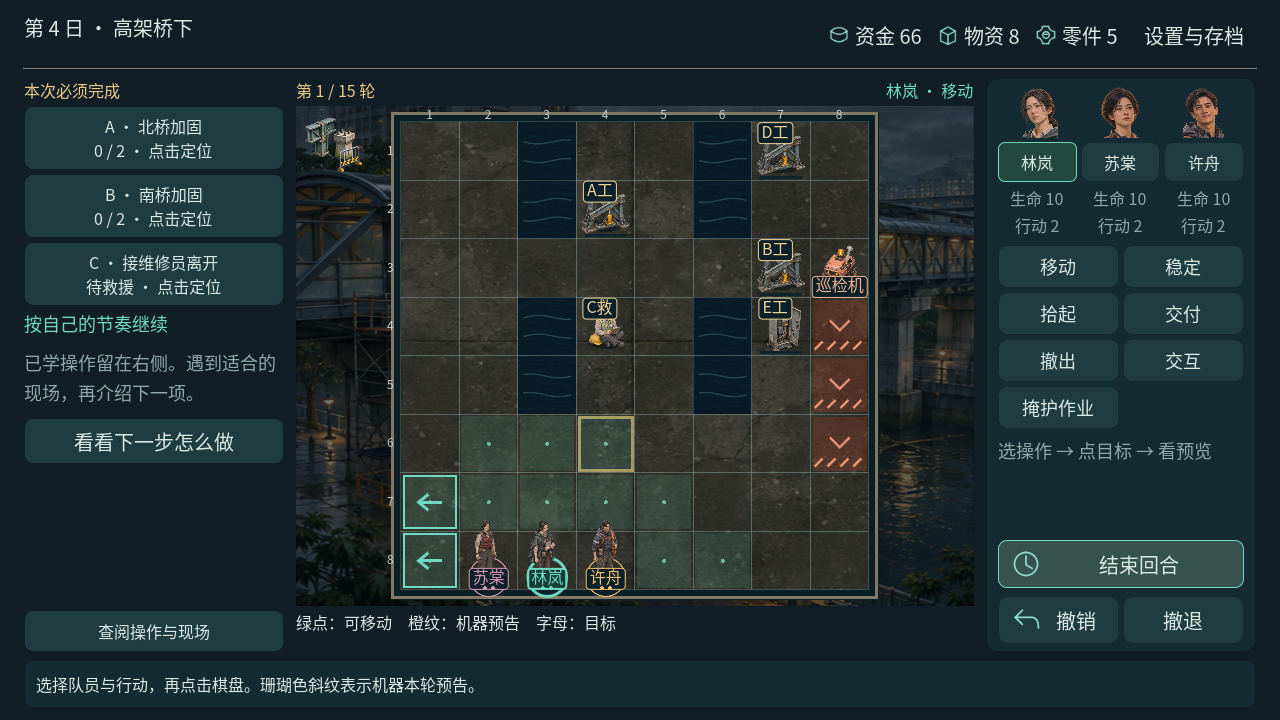 第 4 日 · 高架桥下
资金 66 物资 8 零件 5 设置与存档
本次必须完成
A · 北桥加固
0 / 2 · 点击定位
B · 南桥加固
0 / 2 · 点击定位
C · 接维修员离开
待救援 · 点击定位
按自己的节奏继续
已学操作留在右侧。遇到适合的
现场，再介绍下一项。
看看下一步怎么做
查阅操作与现场
第 1 / 15 轮
林岚 · 移动
1 2 3 4 5 6 7 8
1
2
3
4
5
6
7
8
D工
A工
B工
巡检机
C救
E工
苏棠
林岚
许舟
绿点：可移动 橙纹：机器预告 字母：目标
林岚 苏棠 许舟
生命 10 生命 10 生命 10
行动 2 行动 2 行动 2
移动 稳定
拾起 交付
撤出 交互
掩护作业
选操作 → 点目标 → 看预览
结束回合
撤销 撤退
选择队员与行动，再点击棋盘。珊瑚色斜纹表示机器本轮预告。